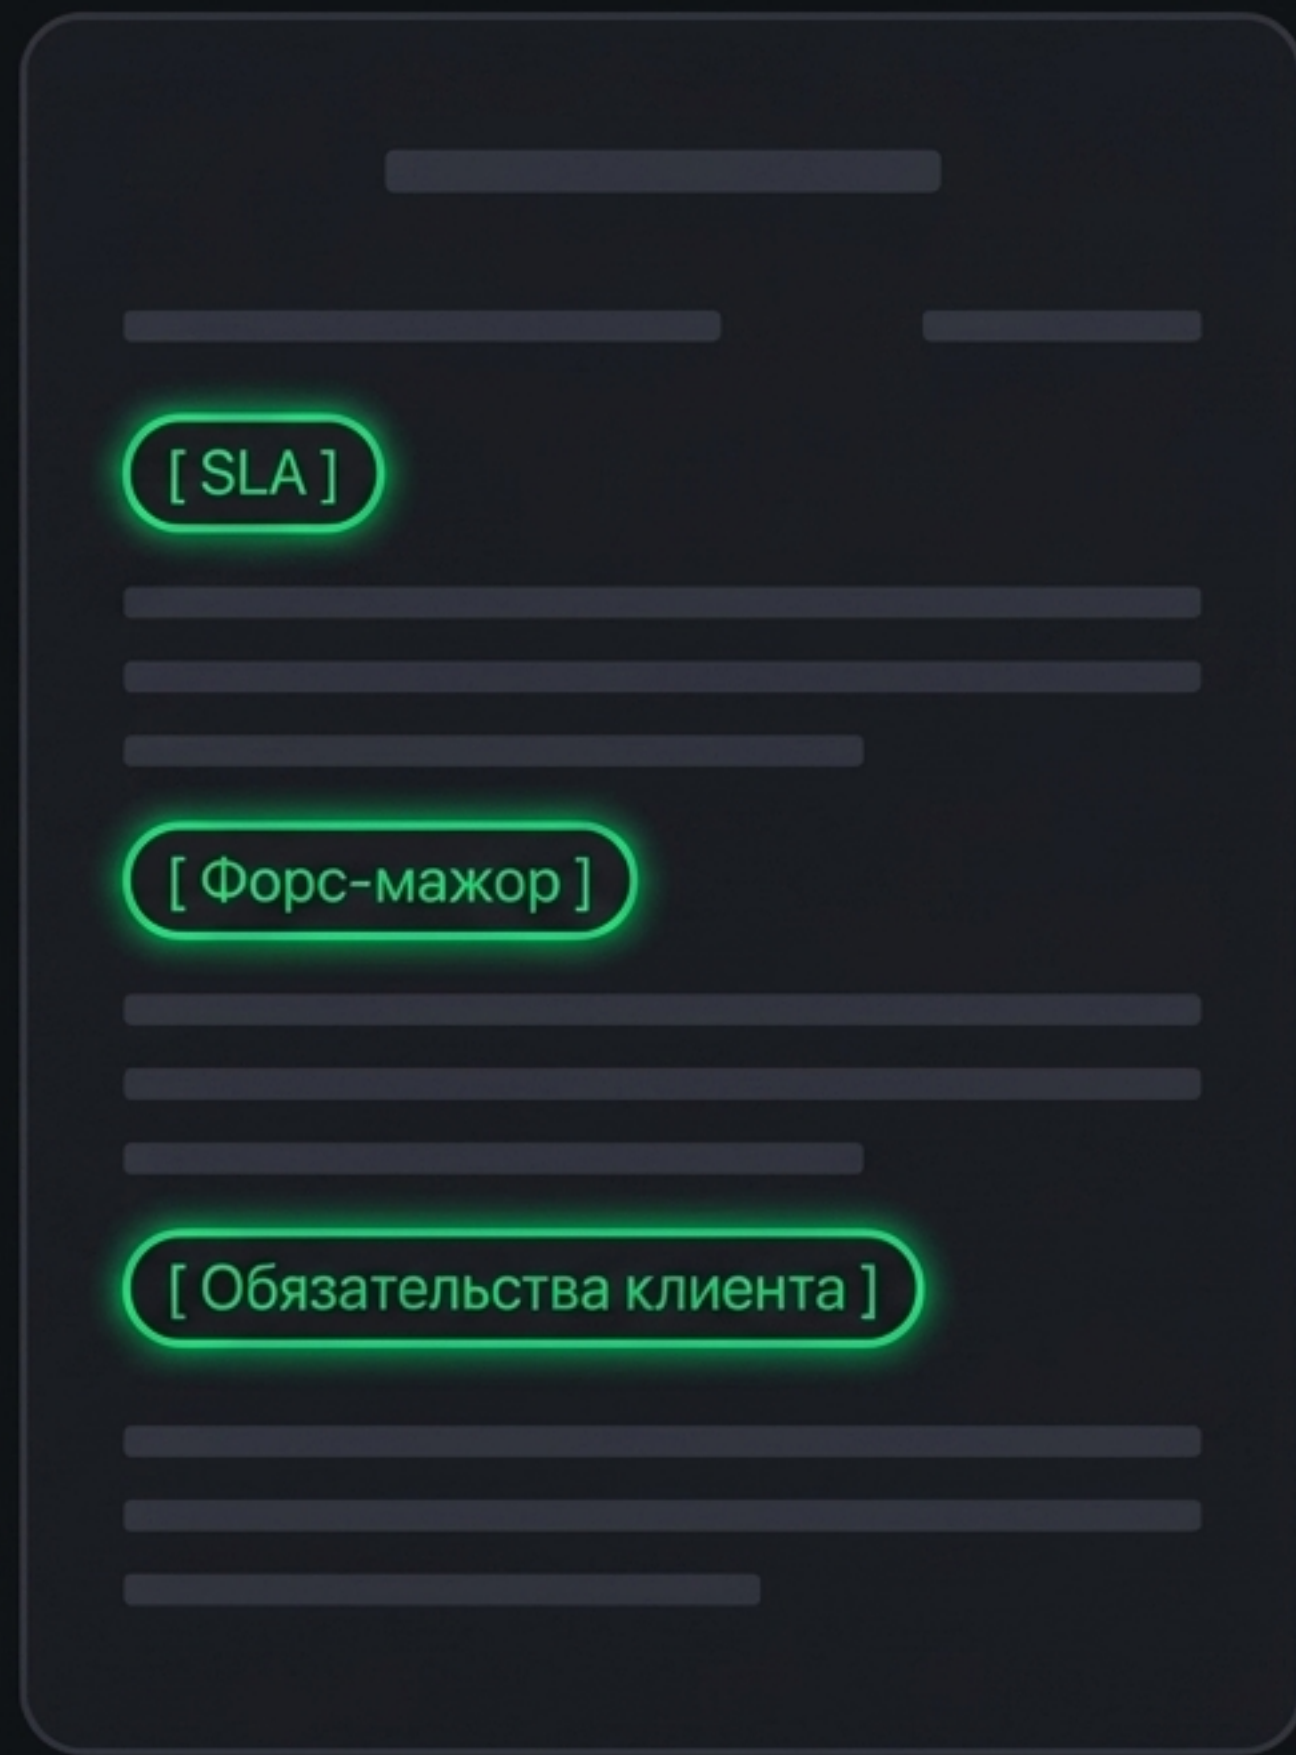 [ SLA ]
[ Форс-мажор ]
[ Обязательства клиента ]